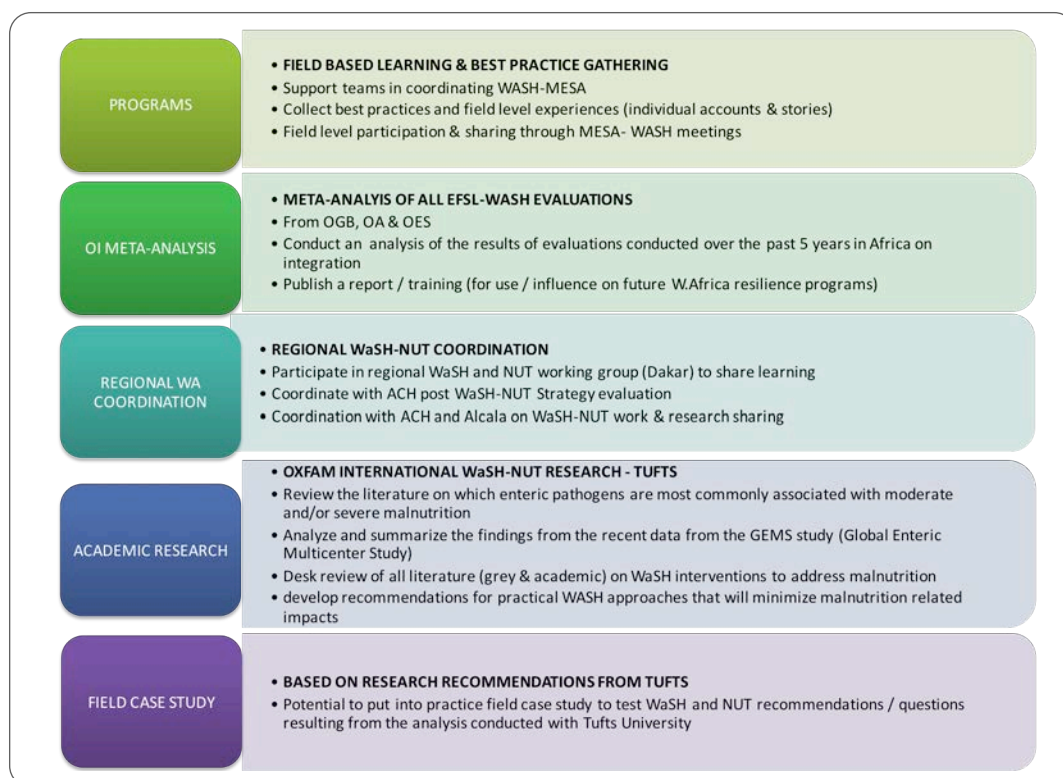 PROGRAMS
• FIELD BASED LEARNING & BEST PRACTICE GATHERING
• Support teams in coordinating WASH-MESA
• Collect best practices and field level experiences (individual accounts & stories)
• Field level participation & sharing through MESA- WASH meetings
OI META-ANALYSIS
• META-ANALYIS OF ALL EFSL-WASH EVALUATIONS
• From OGB, OA & OES
• Conduct an analysis of the results of evaluations conducted over the past 5 years in Africa on
integration
• Publish a report / training (for use / influence on future W.Africa resilience programs)
REGIONAL WA
COORDINATION
• REGIONAL WaSH-NUT COORDINATION
• Participate in regional WaSH and NUT working group (Dakar) to share learning
• Coordinate with ACH post WaSH-NUT Strategy evaluation
• Coordination with ACH and Alcala on WaSH-NUT work & research sharing
ACADEMIC RESEARCH
• OXFAM INTERNATIONAL WaSH-NUT RESEARCH - TUFTS
• Review the literature on which enteric pathogens are most commonly associated with moderate
and/or severe malnutrition
• Analyze and summarize the findings from the recent data from the GEMS study (Global Enteric
Multicenter Study)
• Desk review of all literature (grey & academic) on WaSH interventions to address malnutrition
• develop recommendations for practical WASH approaches that will minimize malnutrition related
impacts
FIELD CASE STUDY
• BASED ON RESEARCH RECOMMENDATIONS FROM TUFTS
• Potential to put into practice field case study to test WaSH and NUT recommendations / questions
resulting from the analysis conducted with Tufts University